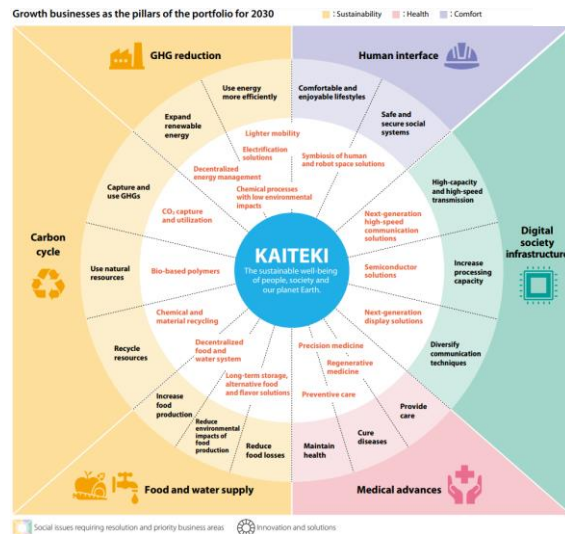 Growth businesses as the pillars of the portfolio for 2030
: Sustainability
: Health
: Comfort
GHG reduction
Human interface
Use energy
more efficiently
Comfortable and
enjoyable lifestyles
Expand
renewable
energy
Safe and
secure social
systems
Lighter mobility
Electrification
solutions
Symbiosis of human
and robot space solutions
Decentralized
energy management
Chemical processes
with low environmental
impacts
Capture and
use GHGs
High-capacity
and high-speed
transmission
CO₂ capture
and utilization
Next-generation
high-speed
communication
solutions
Carbon
cycle
Digital
society
infrastructure
KAITEKI
The sustainable well-being
of people, society and
our planet Earth.
Use natural
resources
Bio-based polymers
Semiconductor
solutions
Increase
processing
capacity
Chemical and
material recycling
Next-generation
display solutions
Recycle
resources
Diversify
communication
techniques
Decentralized
food and
water system
Precision medicine
Regenerative
medicine
Long-term storage,
alternative food
and flavor solutions
Preventive care
Increase
food
production
Reduce
environmental
impacts of
food
production
Reduce
food losses
Maintain
health
Cure
diseases
Provide
care
Food and water supply
Medical advances
Social issues requiring resolution and priority business areas
Innovation and solutions